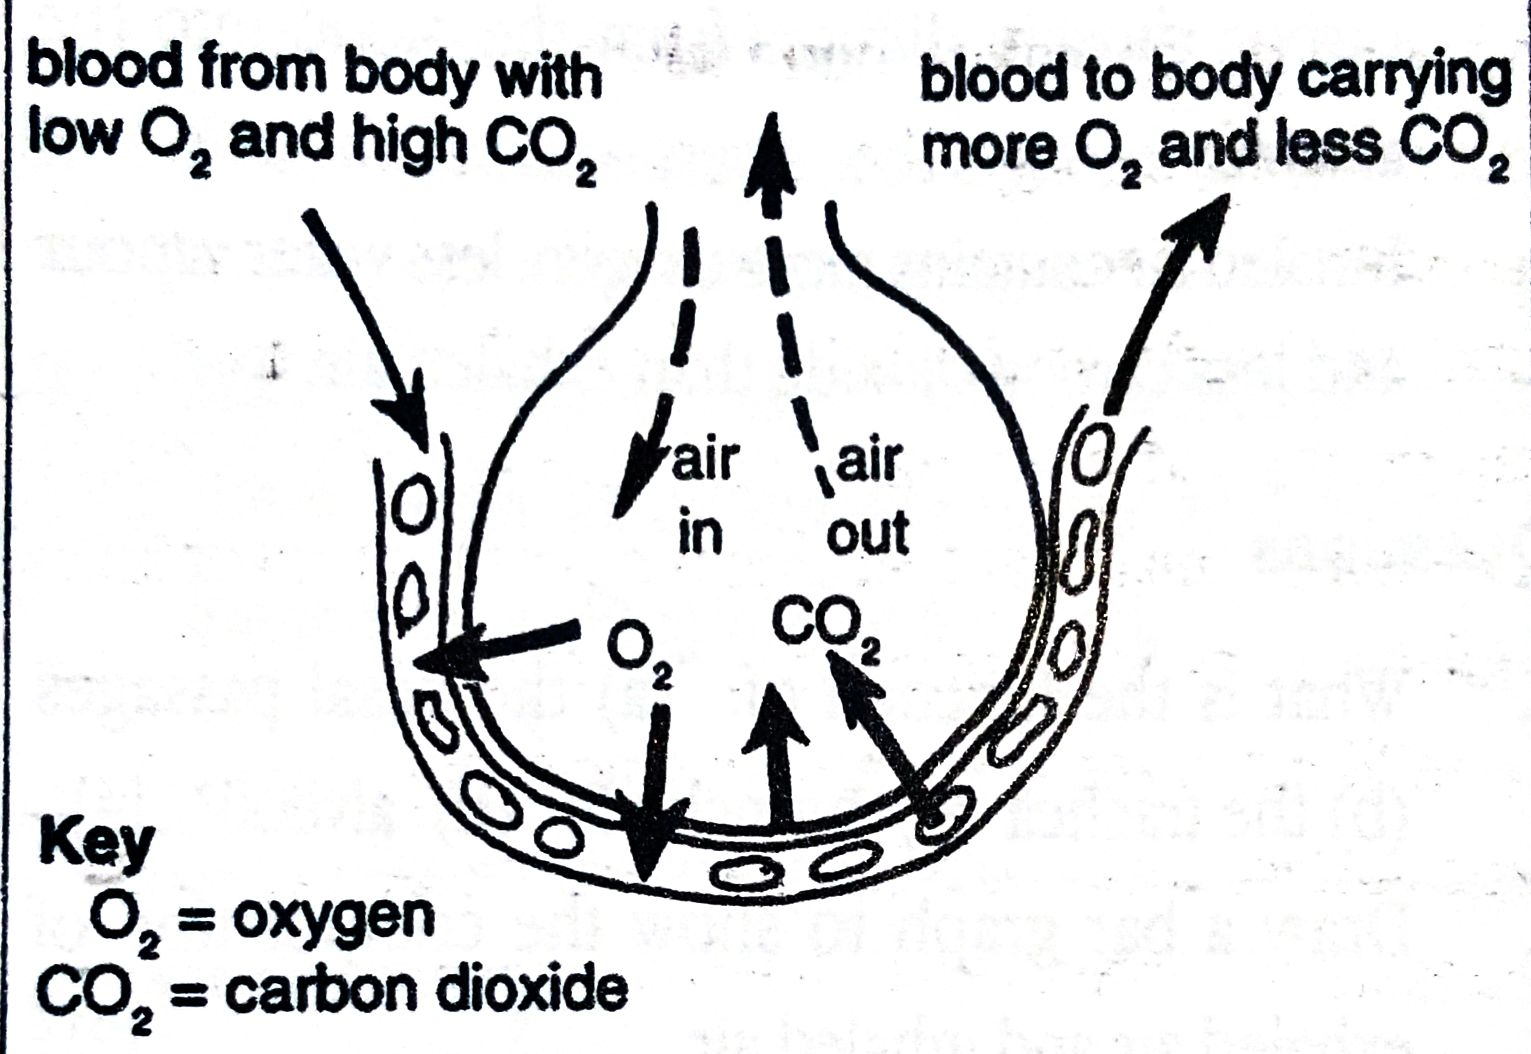 blood from body with
low O₂ and high CO₂
blood to body carrying
more O₂ and less CO₂
air
in
air
out
O₂
CO₂
Key
O₂ = oxygen
CO₂ = carbon dioxide